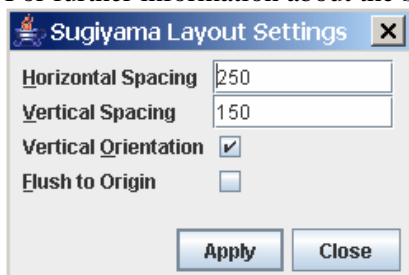 Sugiyama Layout Settings
Horizontal Spacing 250
Vertical Spacing 150
Vertical Orientation
Flush to Origin
Apply Close